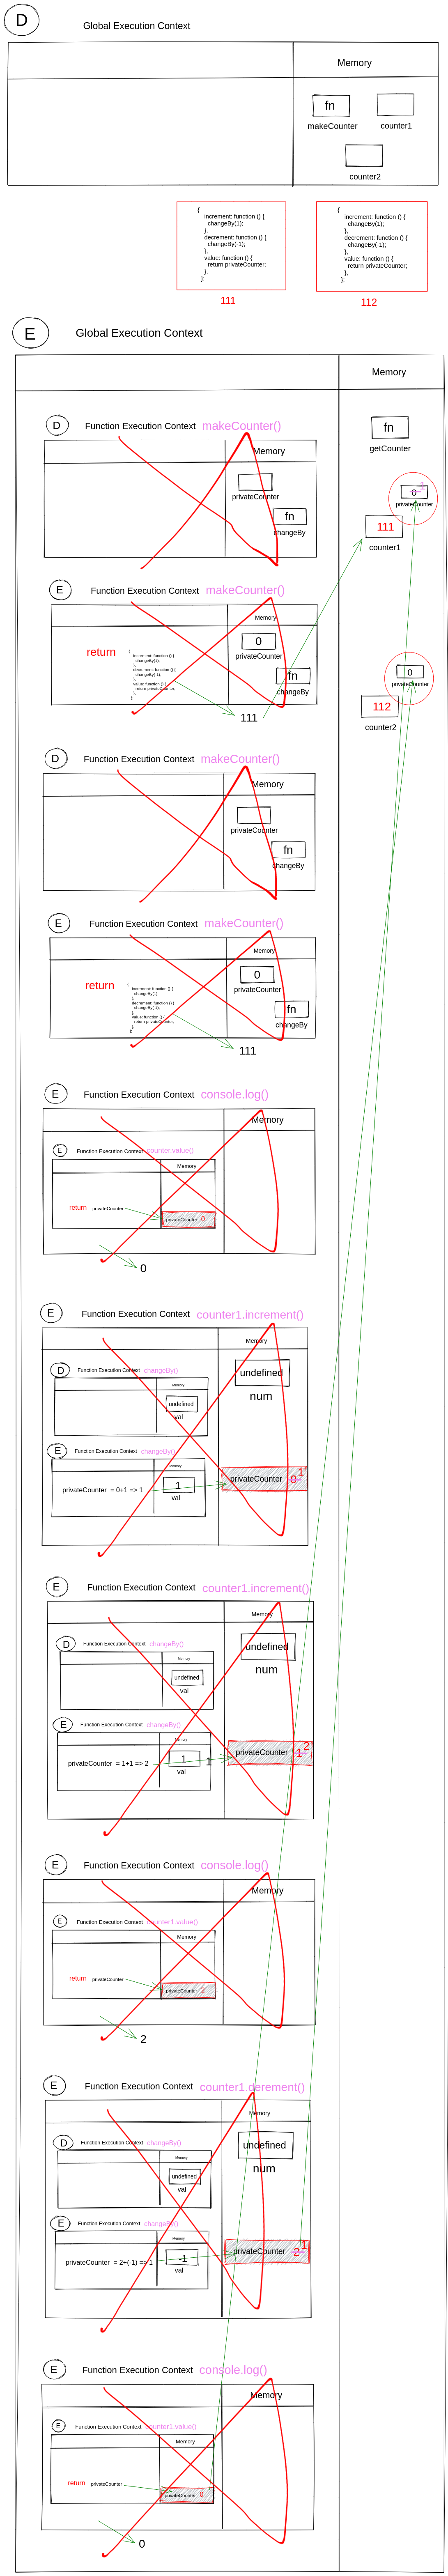 D
Global Execution Context
Memory
fn
makeCounter
counter1
counter2
{
increment: function () {
changeBy(1);
},
decrement: function () {
changeBy(-1);
},
value: function () {
return privateCounter;
},
};
111
{
increment: function () {
changeBy(1);
},
decrement: function () {
changeBy(-1);
},
value: function () {
return privateCounter;
},
};
112
E
Global Execution Context
Memory
fn
getCounter
0 1
privateCounter
111
counter1
0
privateCounter
112
counter2
D
Function Execution Context makeCounter()
Memory
privateCounter
fn
changeBy
E
Function Execution Context makeCounter()
Memory
0
privateCounter
fn
changeBy
return
{
increment: function () {
changeBy(1);
},
decrement: function () {
changeBy(-1);
},
value: function () {
return privateCounter;
},
};
111
D
Function Execution Context makeCounter()
Memory
privateCounter
fn
changeBy
E
Function Execution Context makeCounter()
Memory
0
privateCounter
fn
changeBy
return
{
increment: function () {
changeBy(1);
},
decrement: function () {
changeBy(-1);
},
value: function () {
return privateCounter;
},
};
111
E
Function Execution Context console.log()
Memory
E
Function Execution Context counter.value()
Memory
return privateCounter
privateCounter 0
0
E
Function Execution Context counter1.increment()
Memory
undefined
num
D
Function Execution Context changeBy()
Memory
undefined
val
E
Function Execution Context changeBy()
Memory
privateCounter = 0+1 => 1
1
val
privateCounter 0 1
E
Function Execution Context counter1.increment()
Memory
undefined
num
D
Function Execution Context changeBy()
Memory
undefined
val
E
Function Execution Context changeBy()
Memory
privateCounter = 1+1 => 2
1
1
val
privateCounter 1 2
E
Function Execution Context console.log()
Memory
E
Function Execution Context counter1.value()
Memory
return privateCounter
privateCounter 2
2
E
Function Execution Context counter1.derement()
Memory
undefined
num
D
Function Execution Context changeBy()
Memory
undefined
val
E
Function Execution Context changeBy()
Memory
privateCounter = 2+(-1) => 1
-1
val
privateCounter 2 1
E
Function Execution Context console.log()
Memory
E
Function Execution Context counter1.value()
Memory
return privateCounter
privateCounter 0
0